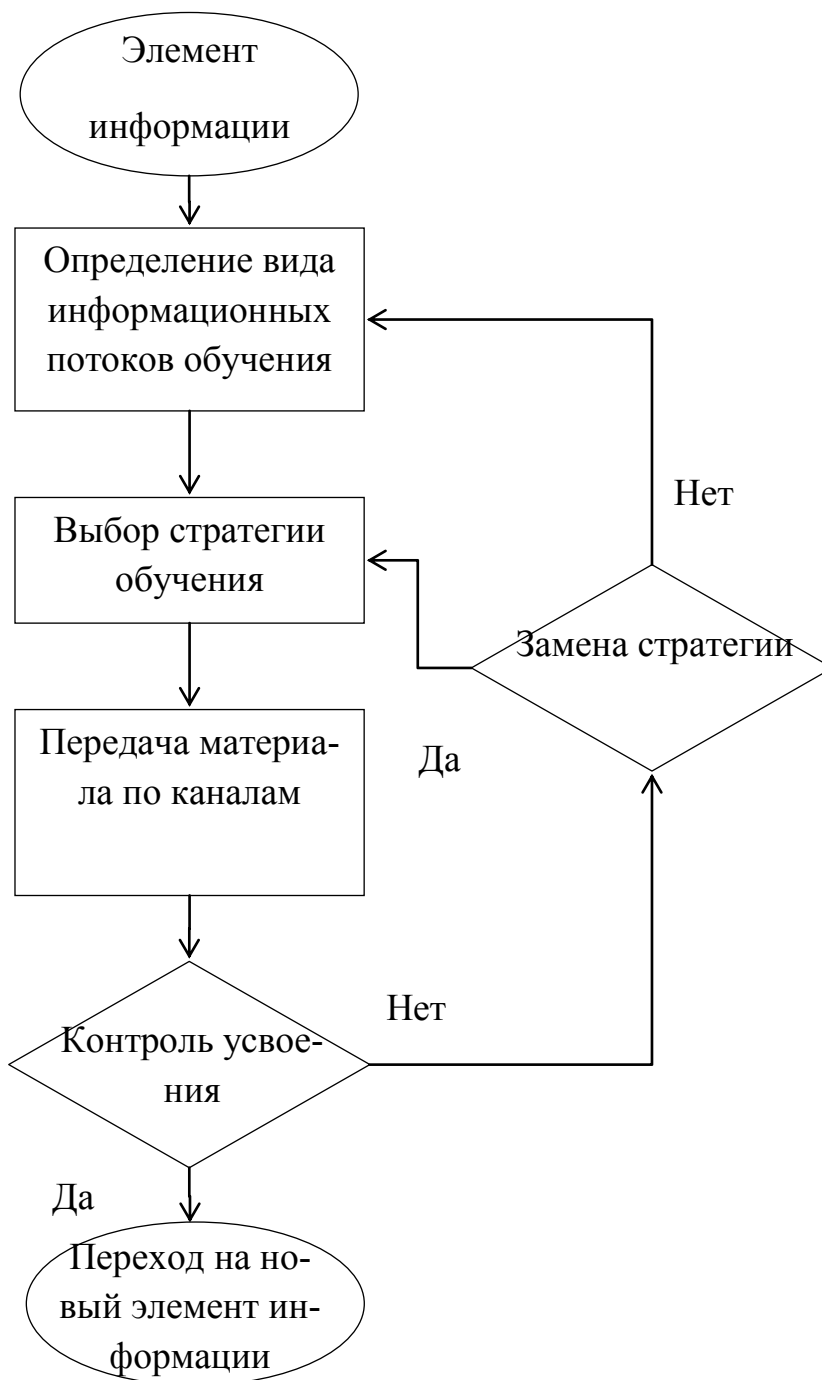 Элемент
информации
Определение вида
информационных
потоков обучения
Нет
Выбор стратегии
обучения
Замена стратегии
Передача материа-
ла по каналам
Да
Нет
Контроль усвое-
ния
Да
Переход на но-
вый элемент ин-
формации